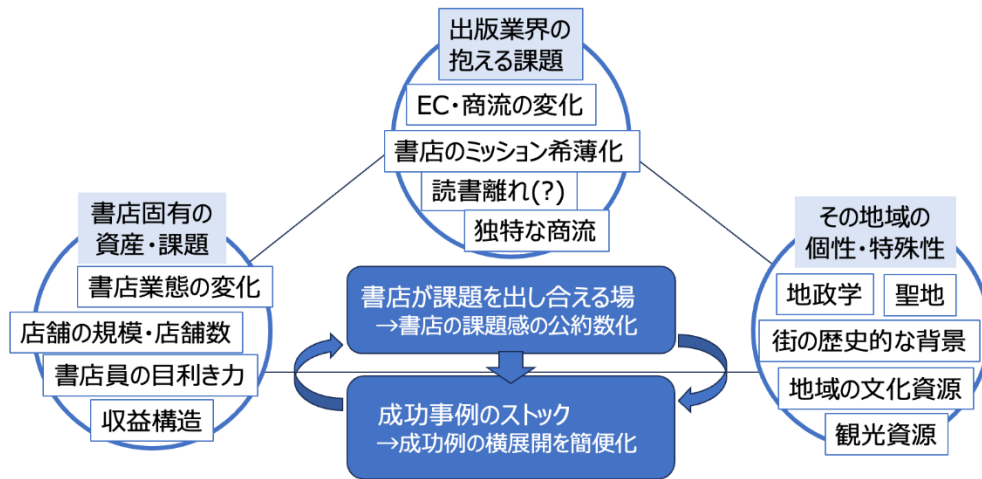 出版業界の
抱える課題
EC・商流の変化
書店のミッション希薄化
読書離れ(?)
独特な商流
書店固有の
資産・課題
書店業態の変化
店舗の規模・店舗数
書店員の目利き力
収益構造
書店が課題を出し合える場
→書店の課題感の公約数化
成功事例のストック
→成功例の横展開を簡便化
その地域の
個性・特殊性
地政学
聖地
街の歴史的な背景
地域の文化資源
観光資源